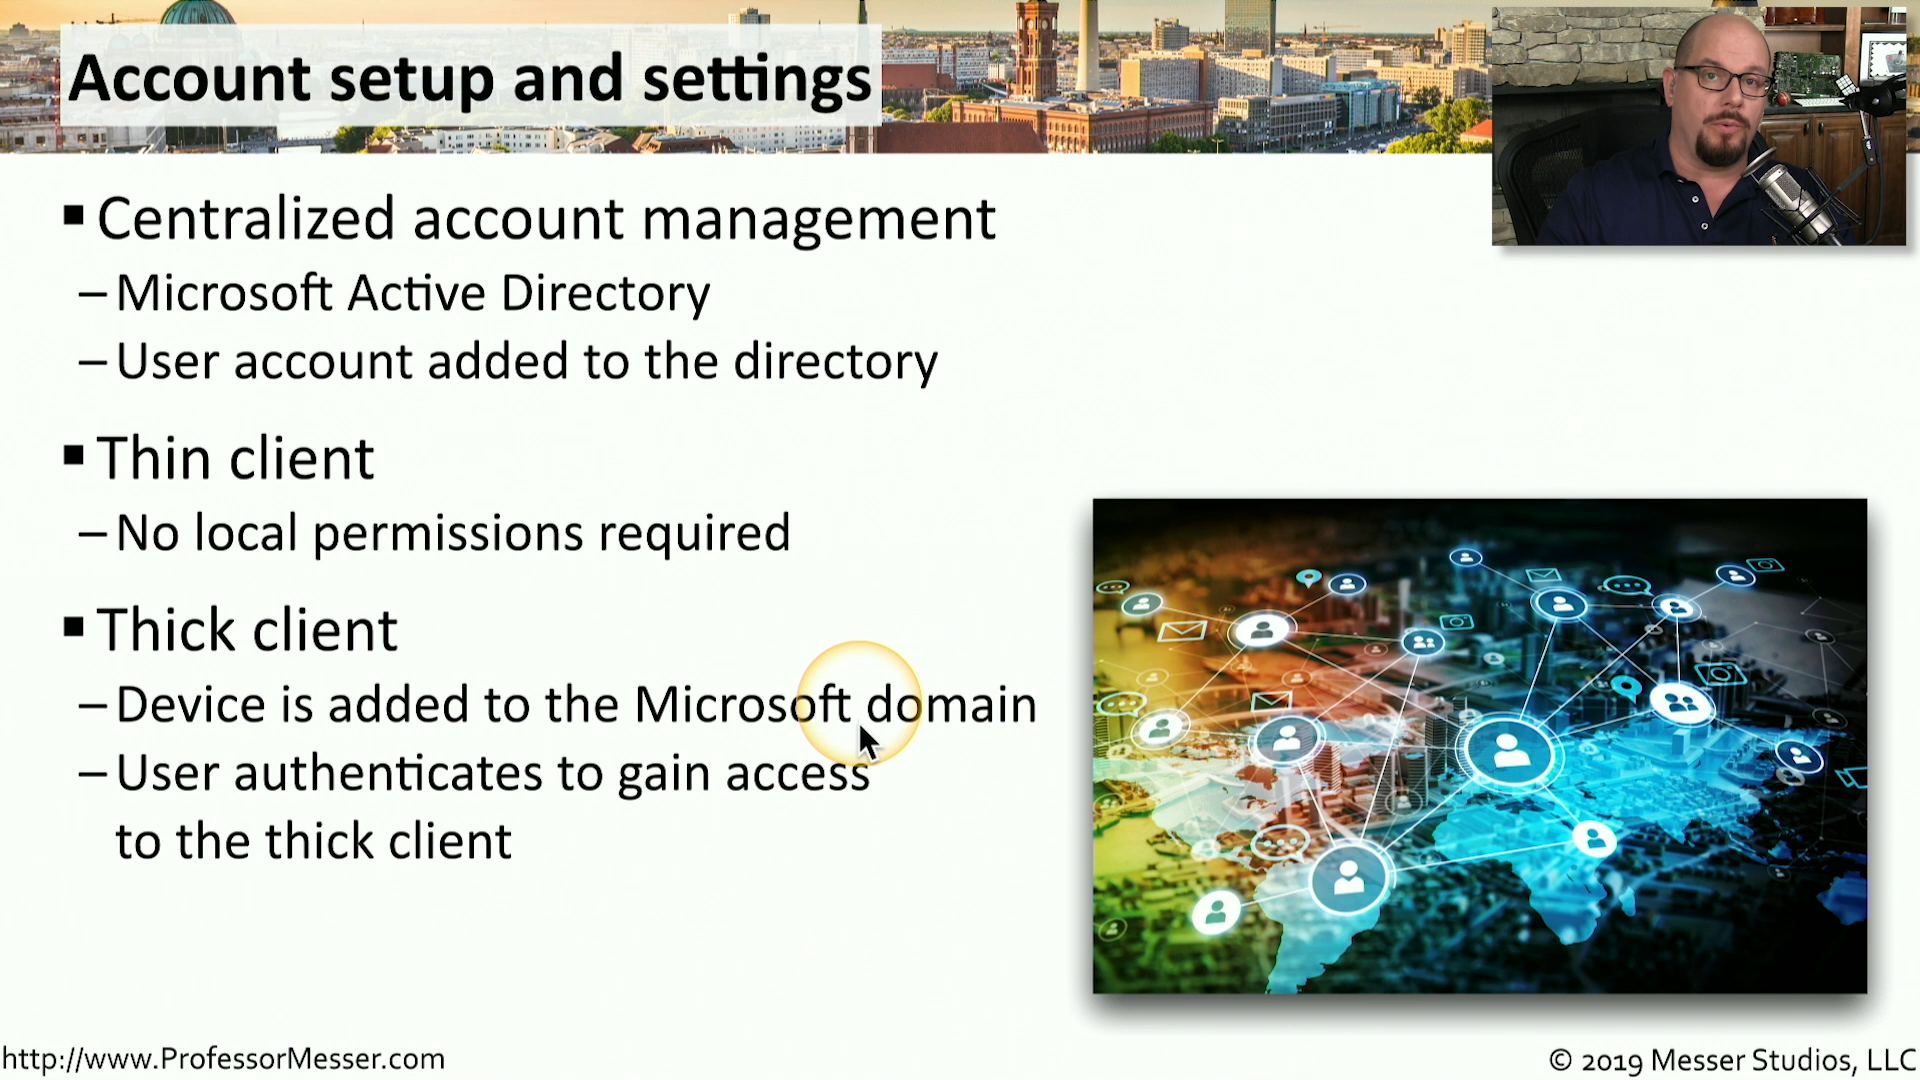 Account setup and settings
▪ Centralized account management
– Microsoft Active Directory
– User account added to the directory
▪ Thin client
– No local permissions required
▪ Thick client
– Device is added to the Microsoft domain
– User authenticates to gain access
to the thick client
http://www.ProfessorMesser.com
© 2019 Messer Studios, LLC